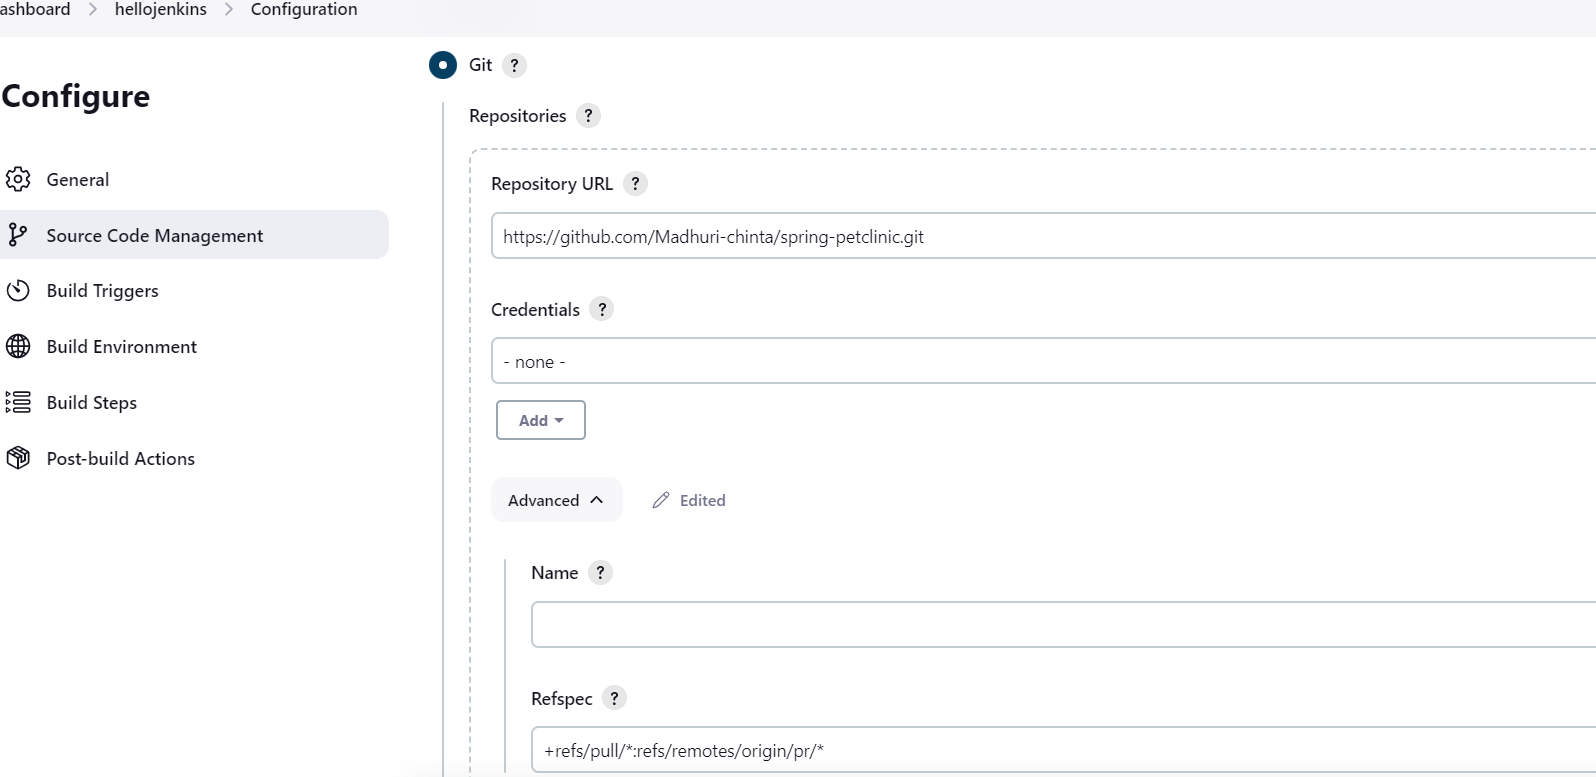 ashboard > hellojenkins > Configuration
Configure
General
Source Code Management
Build Triggers
Build Environment
Build Steps
Post-build Actions
Git ?
Repositories ?
Repository URL ?
https://github.com/Madhuri-chinta/spring-petclinic.git
Credentials ?
- none -
Add
Advanced Edited
Name ?
Refspec ?
+refs/pull/*:refs/remotes/origin/pr/*